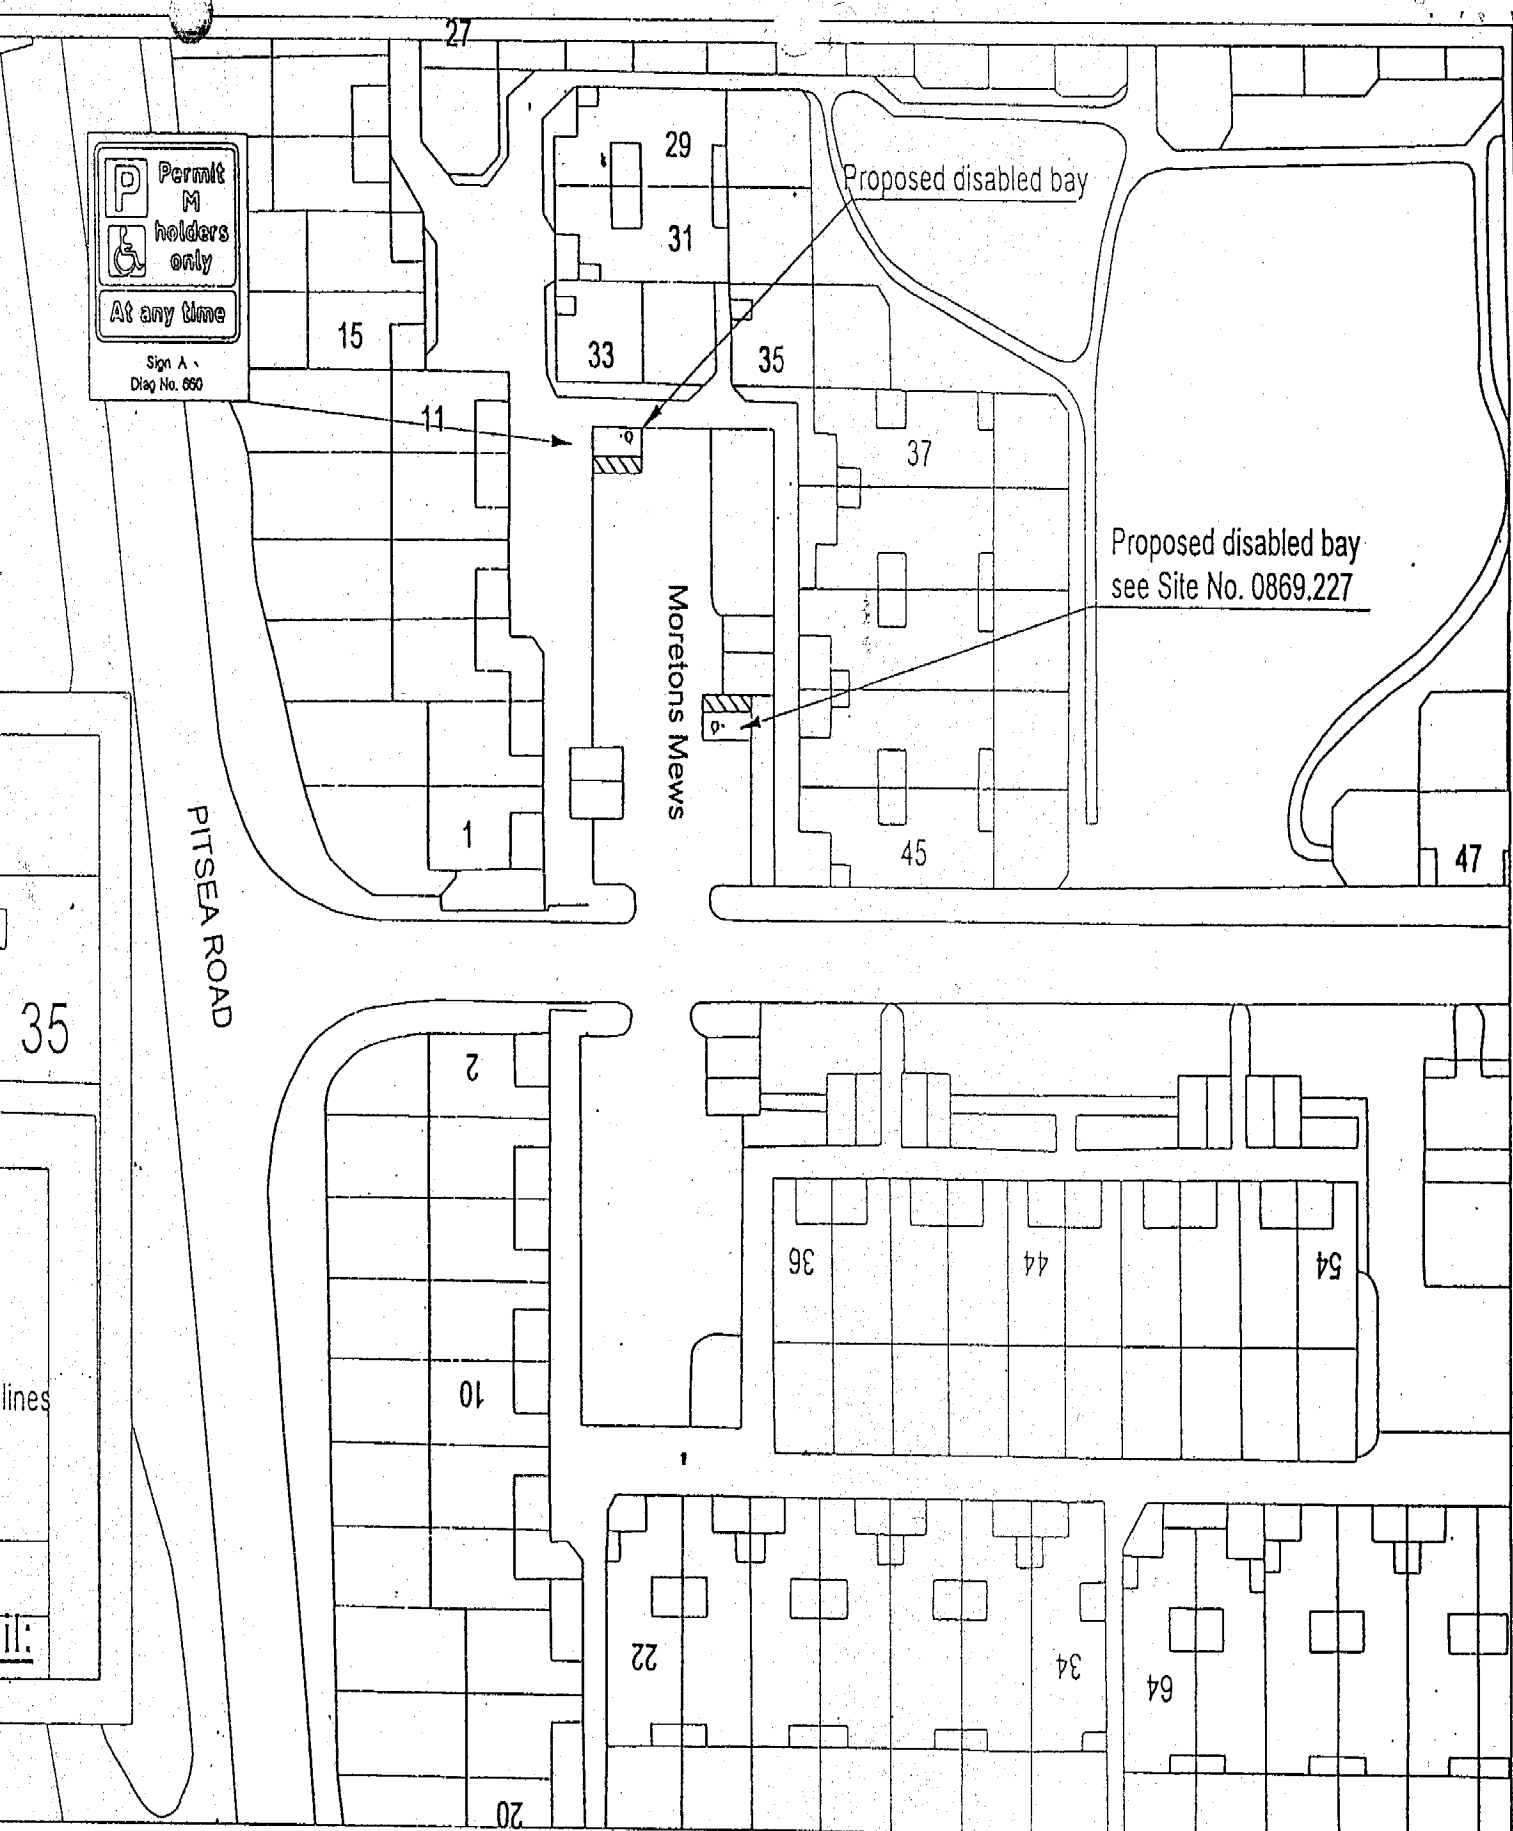 27
29
Proposed disabled bay
P Permit
M
holders
only
At any time
Sign A
Diag No. 660
31
15
33
35
11
37
Proposed disabled bay
see Site No. 0869.227
Moretons Mews
1
45
47
PITSEA ROAD
35
2
36
44
54
lines
10
22
34
64
il:
20